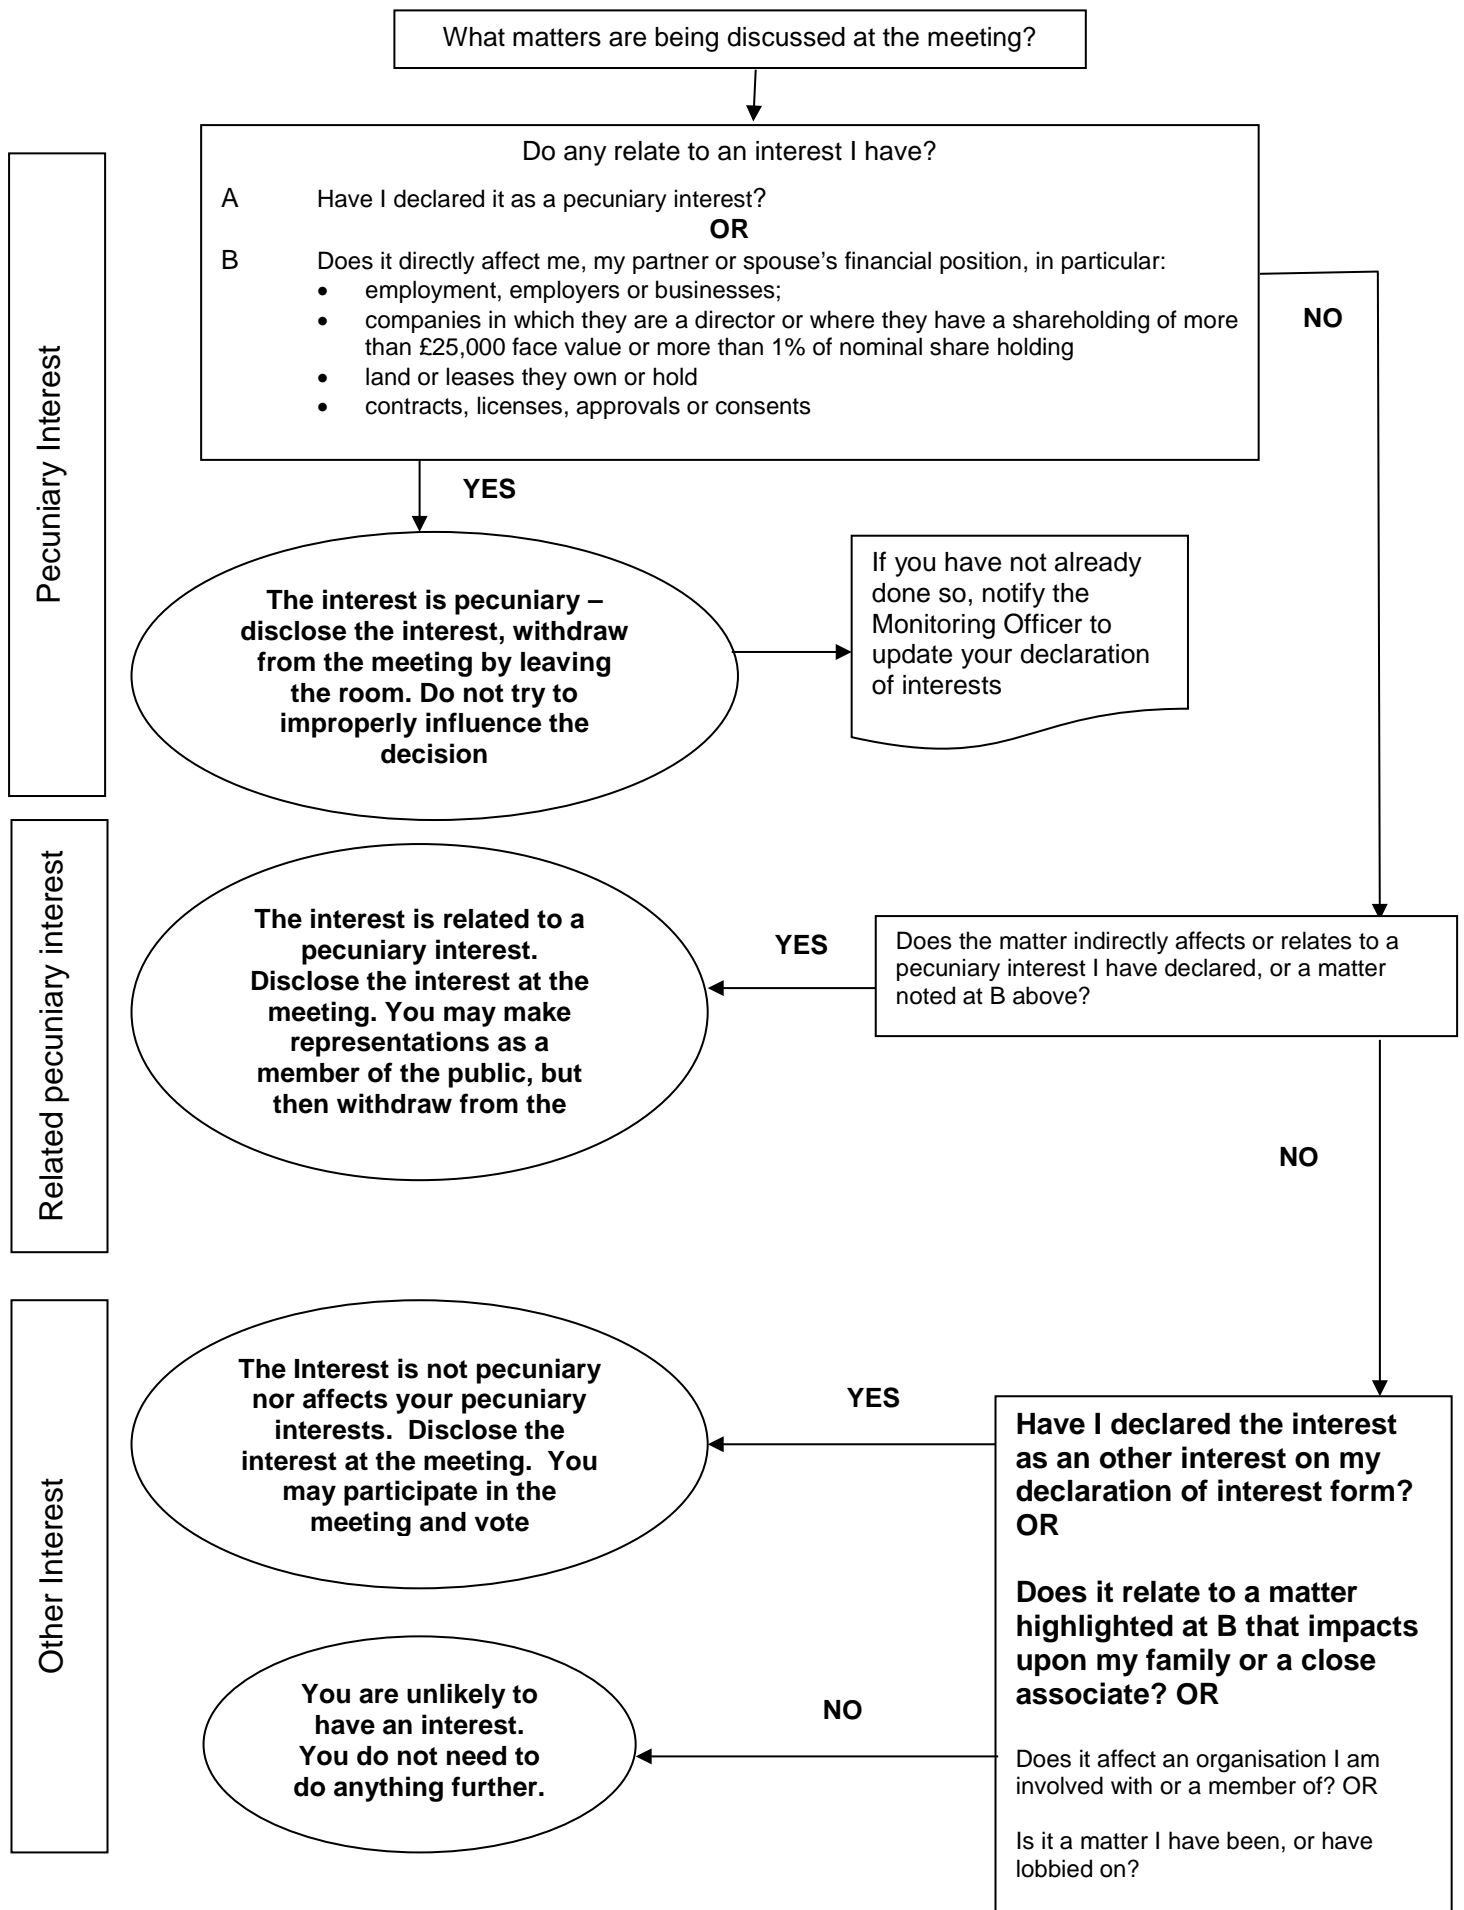 What matters are being discussed at the meeting?
Pecuniary Interest
Do any relate to an interest I have?
A Have I declared it as a pecuniary interest?
OR
B Does it directly affect me, my partner or spouse's financial position, in particular:
• employment, employers or businesses;
• companies in which they are a director or where they have a shareholding of more
than £25,000 face value or more than 1% of nominal share holding
• land or leases they own or hold
• contracts, licenses, approvals or consents
NO
YES
The interest is pecuniary –
disclose the interest, withdraw
from the meeting by leaving
the room. Do not try to
improperly influence the
decision
If you have not already
done so, notify the
Monitoring Officer to
update your declaration
of interests
Related pecuniary interest
The interest is related to a
pecuniary interest.
Disclose the interest at the
meeting. You may make
representations as a
member of the public, but
then withdraw from the
YES
Does the matter indirectly affects or relates to a
pecuniary interest I have declared, or a matter
noted at B above?
NO
Other Interest
The Interest is not pecuniary
nor affects your pecuniary
interests. Disclose the
interest at the meeting. You
may participate in the
meeting and vote
YES
Have I declared the interest
as an other interest on my
declaration of interest form?
OR
Does it relate to a matter
highlighted at B that impacts
upon my family or a close
associate? OR
Does it affect an organisation I am
involved with or a member of? OR
Is it a matter I have been, or have
lobbied on?
NO
You are unlikely to
have an interest.
You do not need to
do anything further.